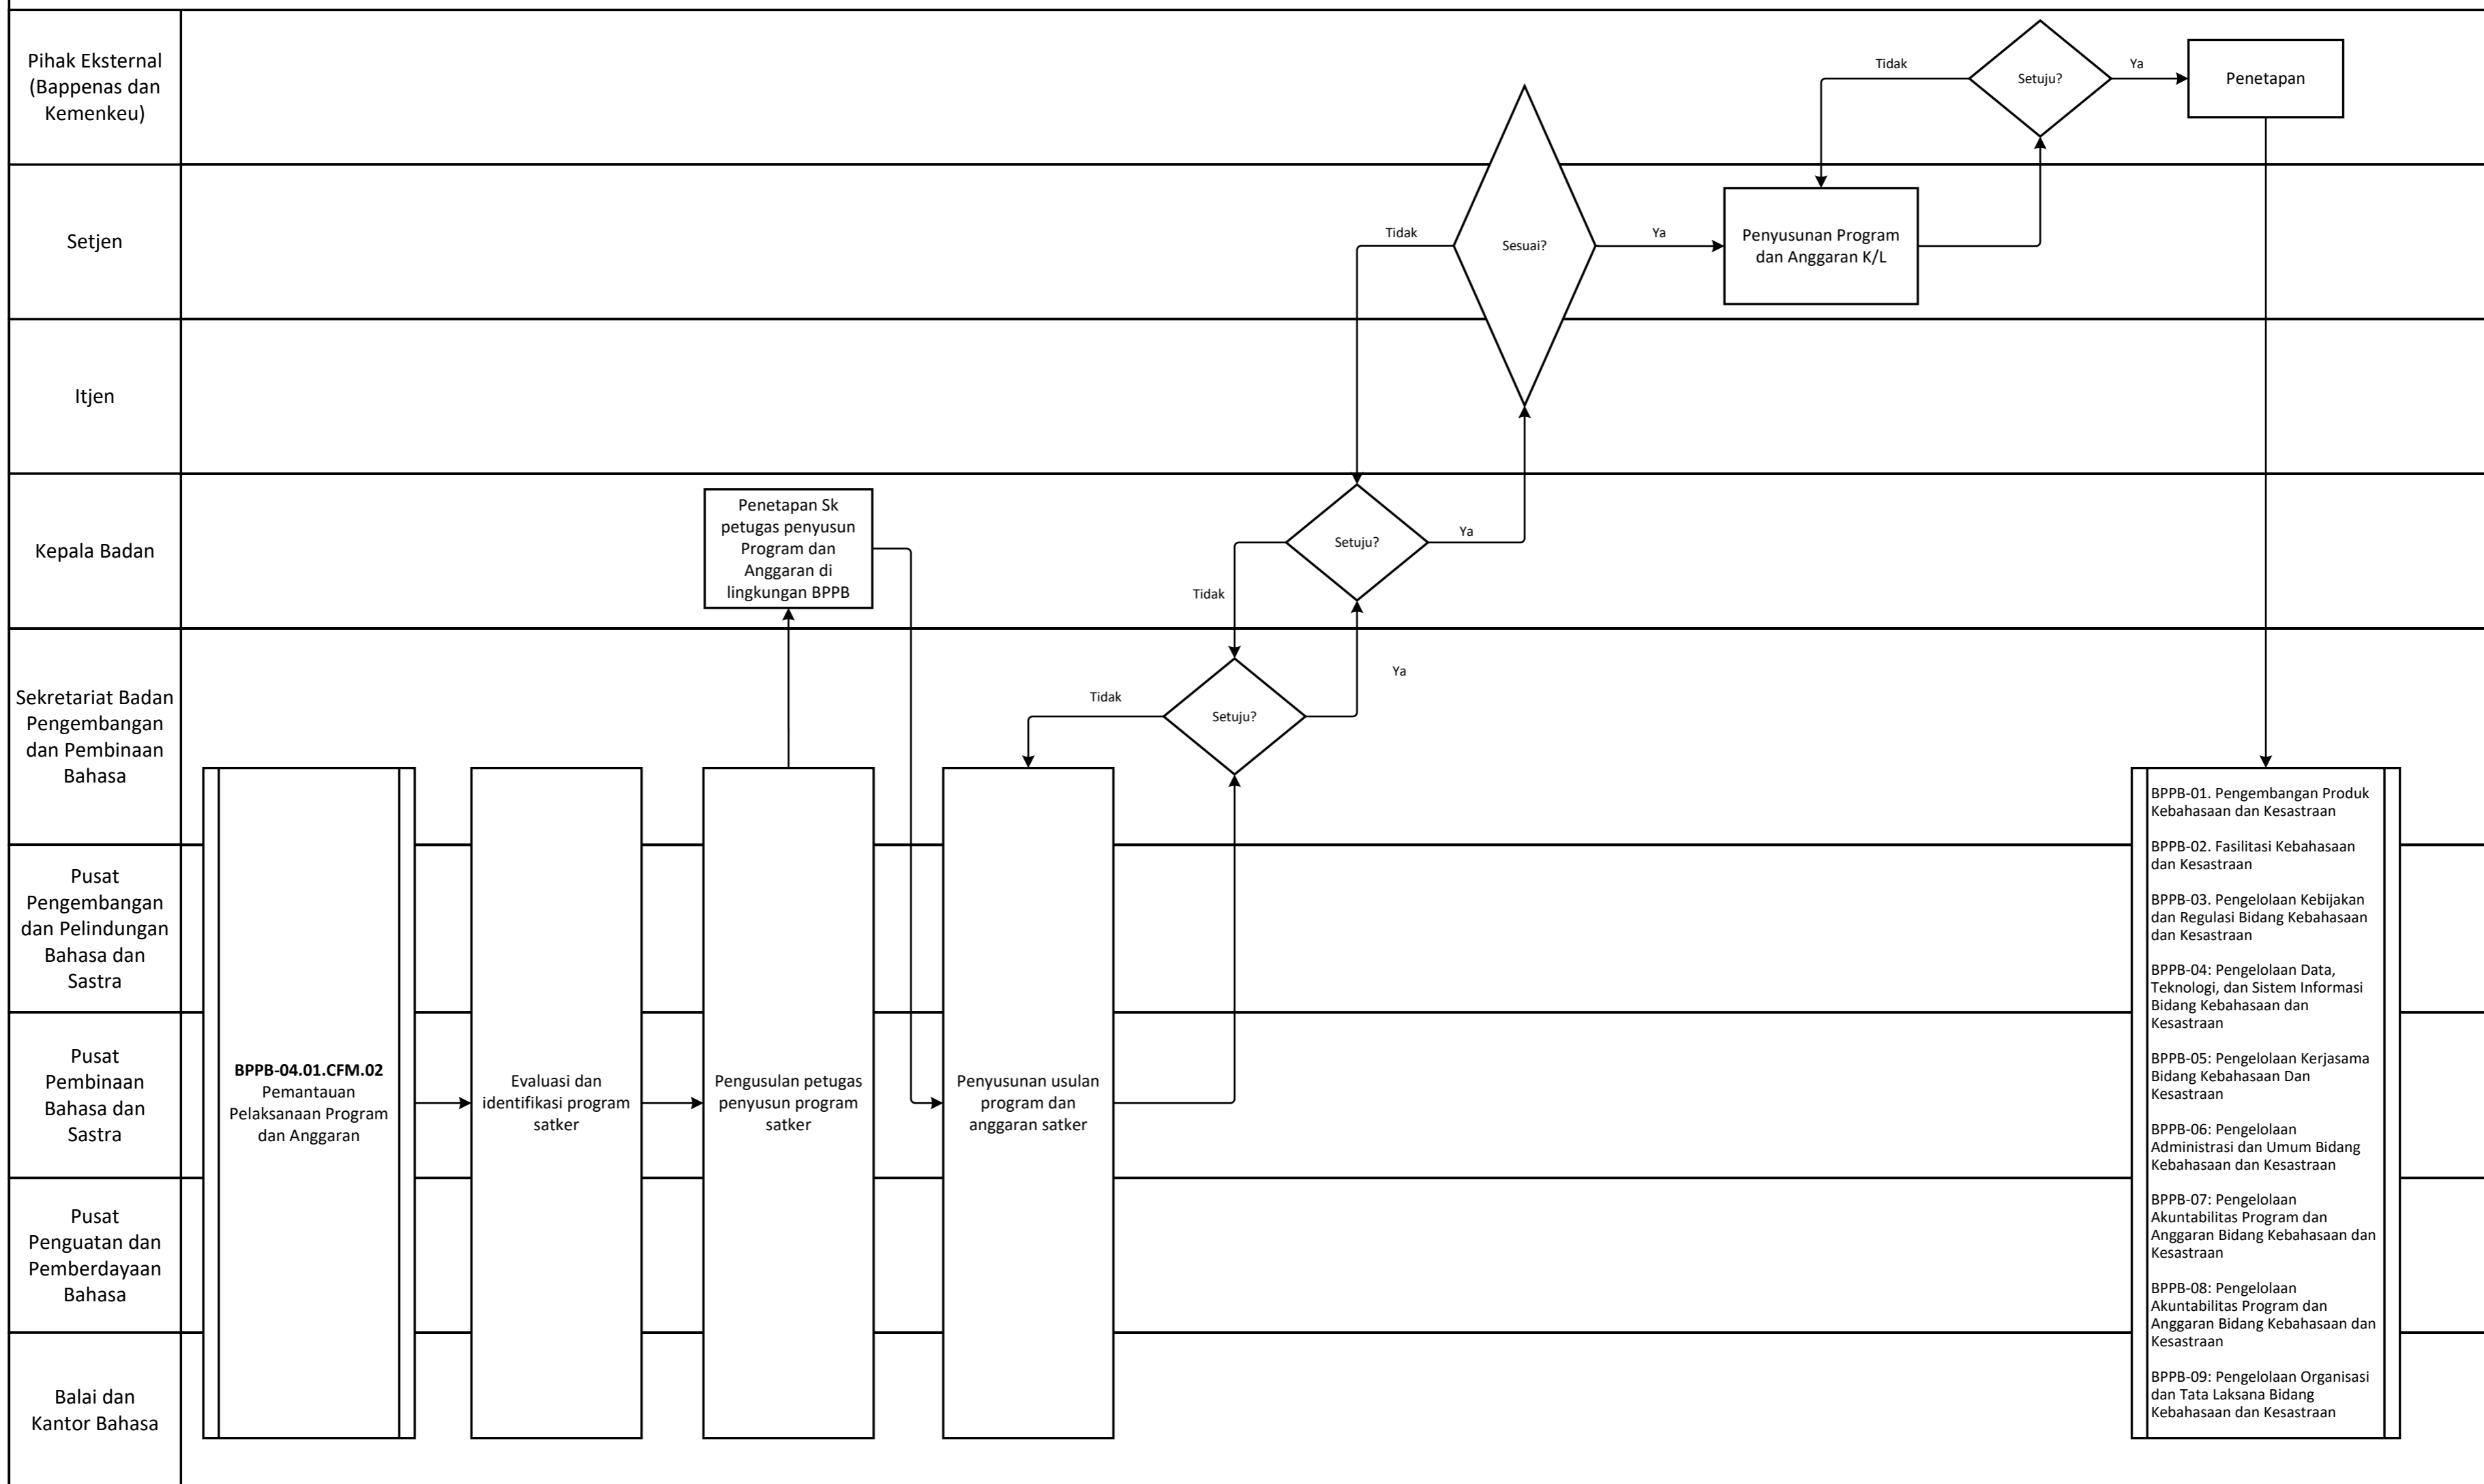 Pihak Eksternal
(Bappenas dan
Kemenkeu)
Tidak
Setuju?
Ya
Penetapan
Setjen
Tidak
Sesuai?
Ya
Penyusunan Program
dan Anggaran K/L
Itjen
Kepala Badan
Penetapan Sk
petugas penyusun
Program dan
Anggaran di
lingkungan BPPB
Tidak
Setuju?
Ya
Sekretariat Badan
Pengembangan
dan Pembinaan
Bahasa
Tidak
Setuju?
Ya
Pusat
Pengembangan
dan Pelindungan
Bahasa dan
Sastra
Pusat
Pembinaan
Bahasa dan
Sastra
Pusat
Penguatan dan
Pemberdayaan
Bahasa
Balai dan
Kantor Bahasa
BPPB-04.01.CFM.02
Pemantauan
Pelaksanaan Program
dan Anggaran
Evaluasi dan
identifikasi program
satker
Pengusulan petugas
penyusun program
satker
Penyusunan usulan
program dan
anggaran satker
BPPB-01. Pengembangan Produk
Kebahasaan dan Kesastraan
BPPB-02. Fasilitasi Kebahasaan
dan Kesastraan
BPPB-03. Pengelolaan Kebijakan
dan Regulasi Bidang Kebahasaan
dan Kesastraan
BPPB-04: Pengelolaan Data,
Teknologi, dan Sistem Informasi
Bidang Kebahasaan dan
Kesastraan
BPPB-05: Pengelolaan Kerjasama
Bidang Kebahasaan Dan
Kesastraan
BPPB-06: Pengelolaan
Administrasi dan Umum Bidang
Kebahasaan dan Kesastraan
BPPB-07: Pengelolaan
Akuntabilitas Program dan
Anggaran Bidang Kebahasaan dan
Kesastraan
BPPB-08: Pengelolaan
Akuntabilitas Program dan
Anggaran Bidang Kebahasaan dan
Kesastraan
BPPB-09: Pengelolaan Organisasi
dan Tata Laksana Bidang
Kebahasaan dan Kesastraan